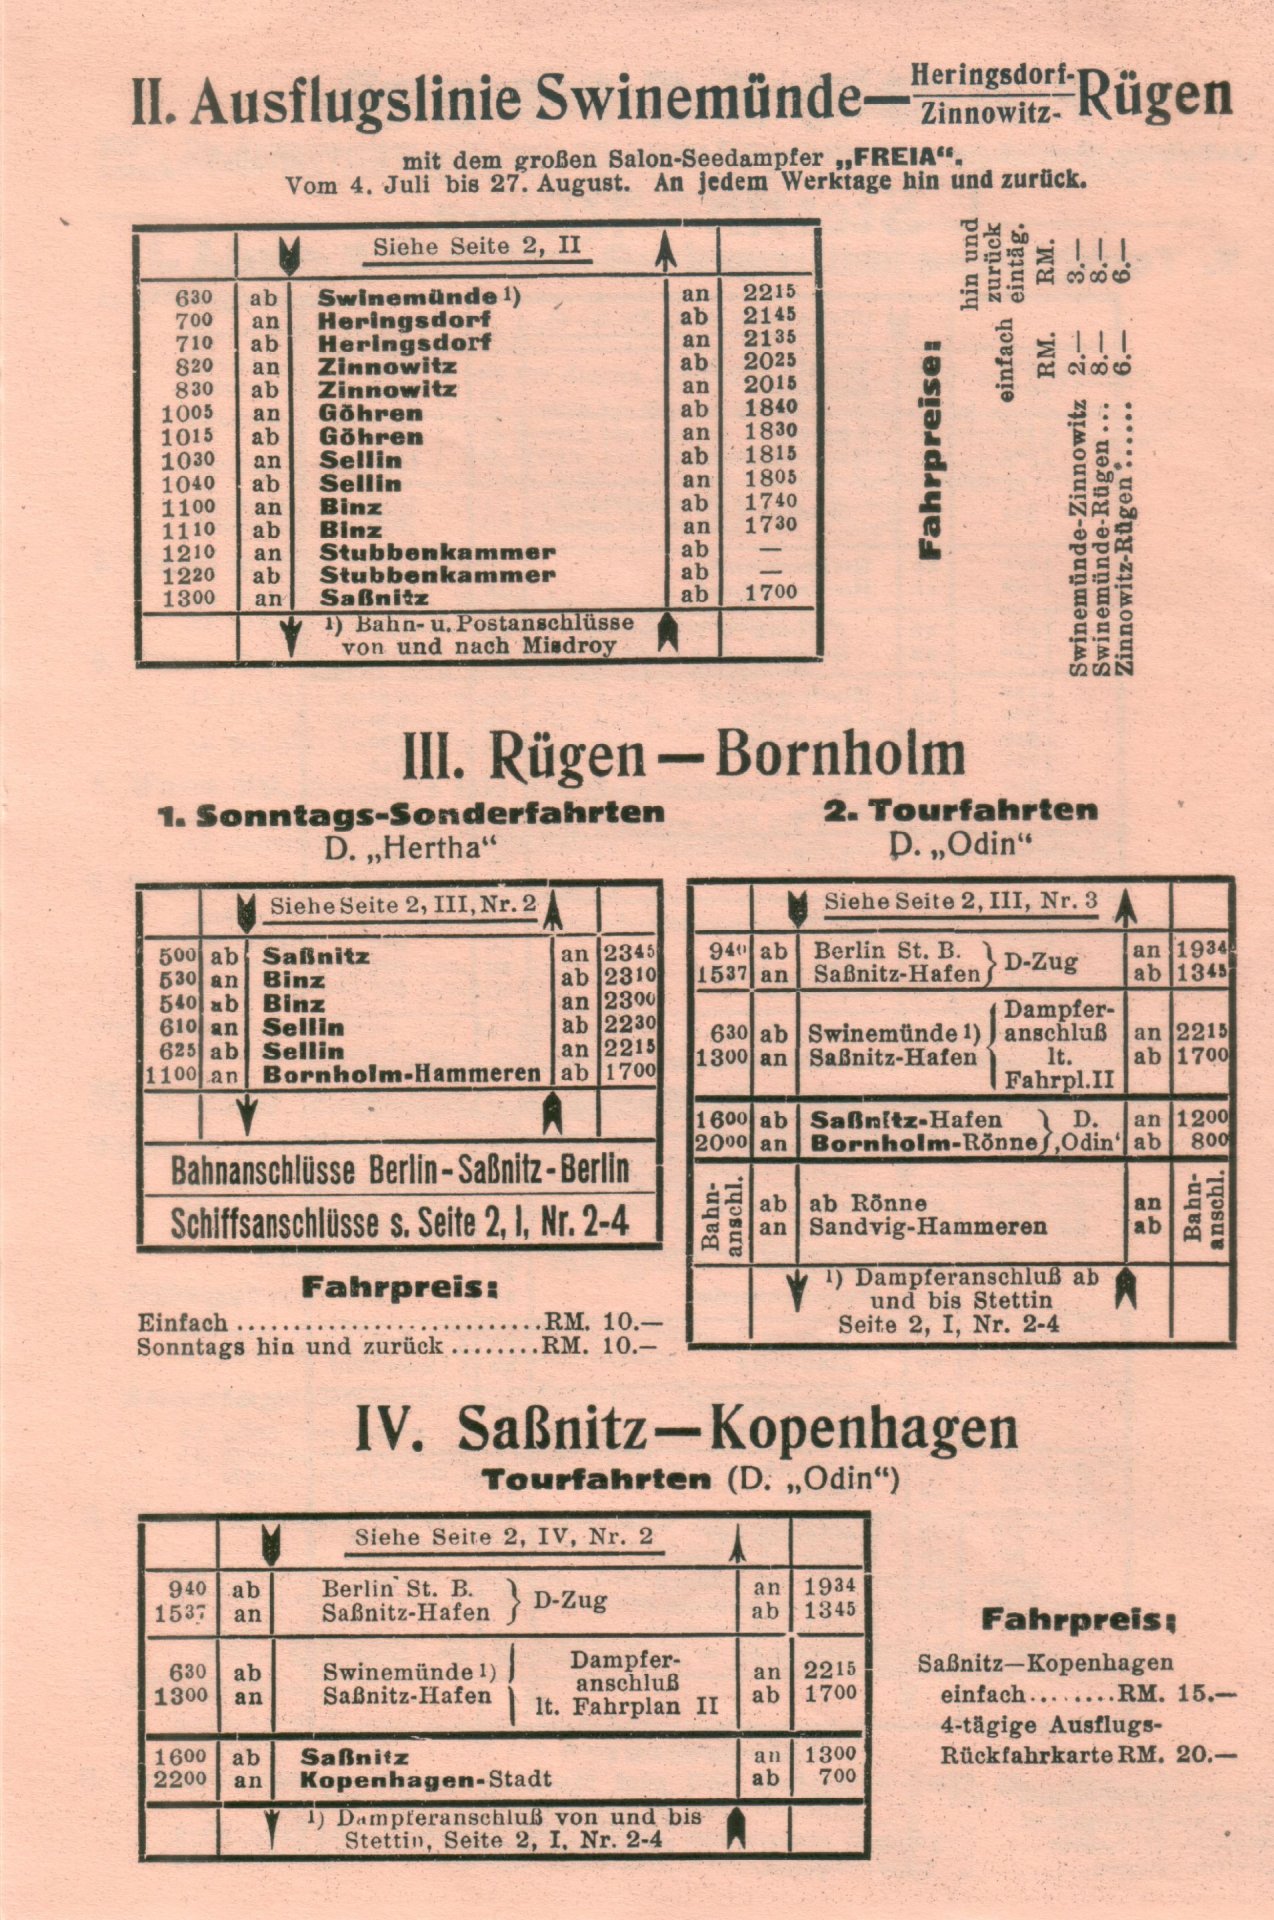 II. Ausflugslinie Swinemünde—Heringsdorf-Zinnowitz-Rügen
mit dem großen Salon-Seedampfer „FREIA“.
Vom 4. Juli bis 27. August. An jedem Werktage hin und zurück.
Siehe Seite 2, II
630 ab Swinemünde 1) an 2215
700 an Heringsdorf ab 2145
710 ab Heringsdorf an 2135
820 an Zinnowitz ab 2025
830 ab Zinnowitz an 2015
1005 an Göhren ab 1840
1015 ab Göhren an 1830
1030 an Sellin ab 1815
1040 ab Sellin an 1805
1100 an Binz ab 1740
1110 ab Binz an 1730
1210 an Stubbenkammer ab —
1220 ab Stubbenkammer ab —
1300 an Saßnitz ab 1700
1) Bahn- u. Postanschlüsse
von und nach Misdroy
Fahrpreise:
einfach hin und zurück eintäg.
RM. RM.
Swinemünde-Zinnowitz 2.— 3.—
Swinemünde-Rügen ... 8.— 8.—
Zinnowitz-Rügen ...... 6.— 6.—
III. Rügen — Bornholm
1. Sonntags-Sonderfahrten
D. „Hertha“
Siehe Seite 2, III, Nr. 2
500 ab Saßnitz an 2345
530 an Binz ab 2310
540 ab Binz an 2300
610 an Sellin ab 2230
625 ab Sellin an 2215
1100 an Bornholm-Hammeren ab 1700
Bahnanschlüsse Berlin-Saßnitz-Berlin
Schiffsanschlüsse s. Seite 2, I, Nr. 2-4
Fahrpreis:
Einfach ........................... RM. 10.—
Sonntags hin und zurück ........ RM. 10.—
2. Tourfahrten
D. „Odin“
Siehe Seite 2, III, Nr. 3
940 ab Berlin St. B. an 1934
D-Zug
1537 an Saßnitz-Hafen ab 1345
Dampfer-
630 ab Swinemünde 1) anschluß an 2215
1300 an Saßnitz-Hafen lt. ab 1700
Fahrpl.II
1600 ab Saßnitz-Hafen D. an 1200
2000 an Bornholm-Rönne ‚Odin‘ ab 800
Bahn-anschl.
ab ab Rönne an
an Sandvig-Hammeren ab
Bahn-anschl.
1) Dampferanschluß ab
und bis Stettin
Seite 2, I, Nr. 2-4
IV. Saßnitz—Kopenhagen
Tourfahrten (D. „Odin“)
Siehe Seite 2, IV, Nr. 2
940 ab Berlin St. B. an 1934
D-Zug
1537 an Saßnitz-Hafen ab 1345
Dampfer-
630 ab Swinemünde 1) anschluß an 2215
1300 an Saßnitz-Hafen lt. Fahrplan II ab 1700
1600 ab Saßnitz an 1300
2200 an Kopenhagen-Stadt ab 700
1) Dampferanschluß von und bis
Stettin, Seite 2, I, Nr. 2-4
Fahrpreis:
Saßnitz—Kopenhagen
einfach ........ RM. 15.—
4-tägige Ausflugs-
Rückfahrkarte RM. 20.—